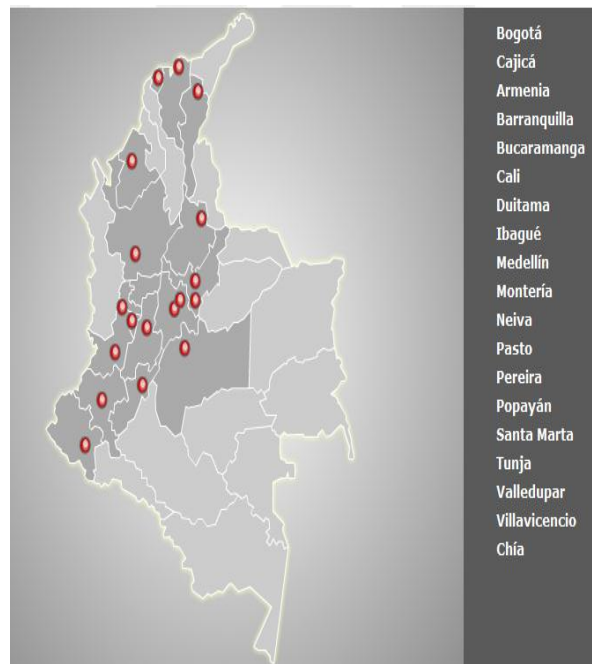 Bogotá
Cajicá
Armenia
Barranquilla
Bucaramanga
Cali
Duitama
Ibagué
Medellín
Montería
Neiva
Pasto
Pereira
Popayán
Santa Marta
Tunja
Valledupar
Villavicencio
Chía